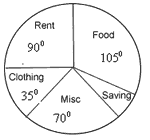 Rent
90⁰
Food
105⁰
Clothing
35⁰
Misc
70⁰
Saving